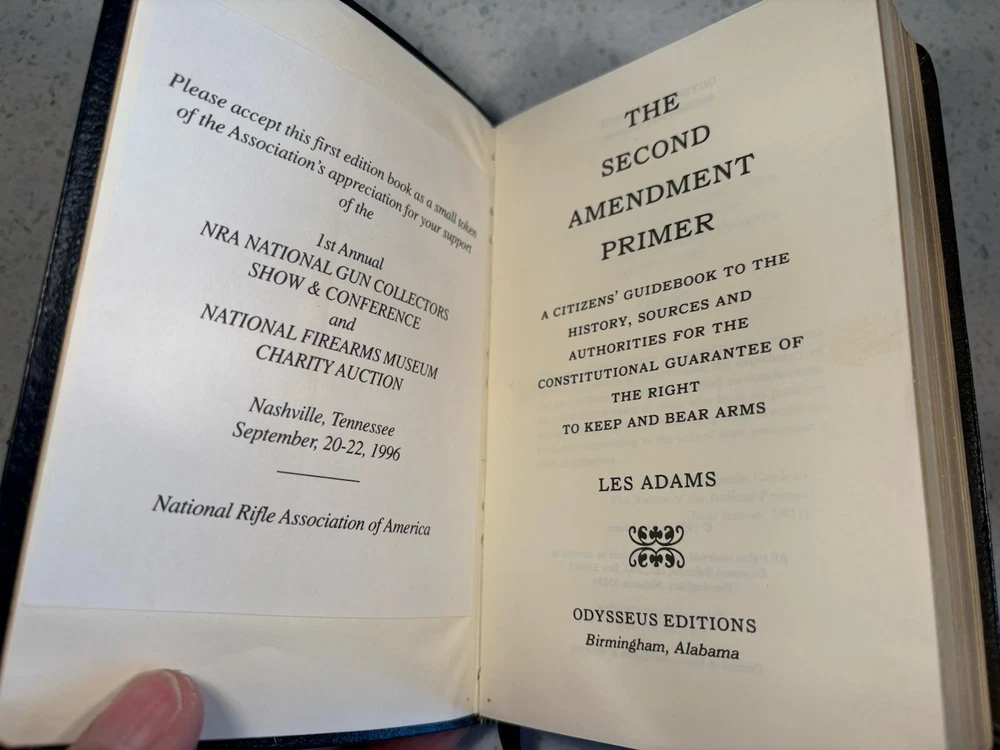 Please accept this first edition book as a small token
of the Association's appreciation for your support
of the
1st Annual
NRA NATIONAL GUN COLLECTORS
SHOW & CONFERENCE
and
NATIONAL FIREARMS MUSEUM
CHARITY AUCTION
Nashville, Tennessee
September, 20-22, 1996
National Rifle Association of America
THE
SECOND
AMENDMENT
PRIMER
A CITIZENS' GUIDEBOOK TO THE
HISTORY, SOURCES AND
AUTHORITIES FOR THE
CONSTITUTIONAL GUARANTEE OF
THE RIGHT
TO KEEP AND BEAR ARMS
LES ADAMS
ODYSSEUS EDITIONS
Birmingham, Alabama